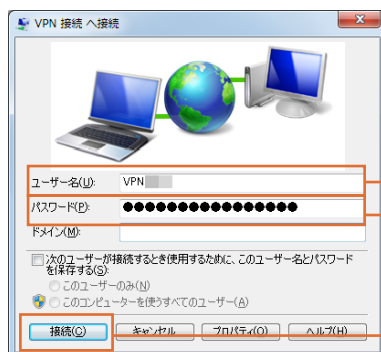 VPN 接続 へ接続
ユーザー名(U): VPN
パスワード(P): ●●●●●●●●●●●●●●●●
ドメイン(M):
次のユーザーが接続するとき使用するために、このユーザー名とパスワード
を保存する(S):
このユーザーのみ(N)
このコンピューターを使うすべてのユーザー(A)
接続(C) キャンセル プロパティ(O) ヘルプ(H)